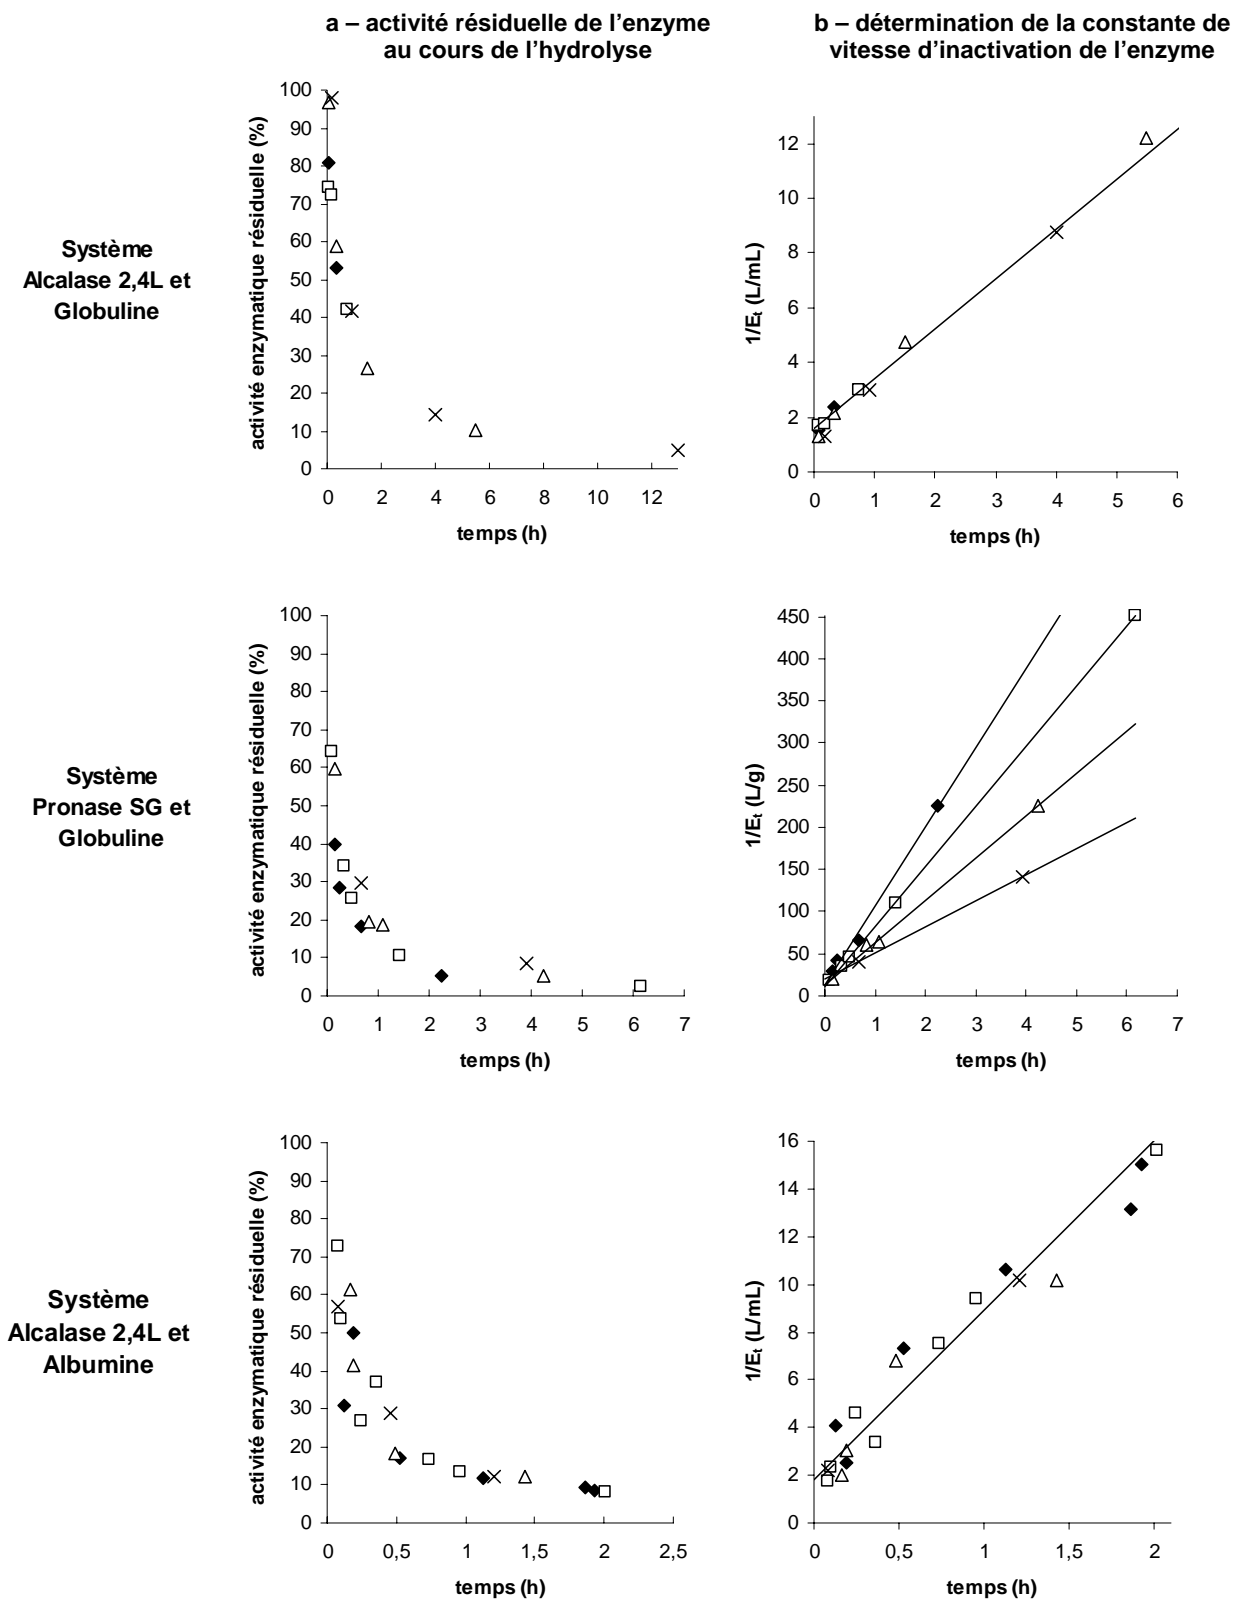 a – activité résiduelle de l'enzyme
au cours de l'hydrolyse
b – détermination de la constante de
vitesse d'inactivation de l'enzyme
Système
Alcalase 2,4L et
Globuline
activité enzymatique résiduelle (%)
100
90
80
70
60
50
40
30
20
10
0
0 2 4 6 8 10 12
temps (h)
1/Et (L/mL)
12
10
8
6
4
2
0
0 1 2 3 4 5 6
temps (h)
Système
Pronase SG et
Globuline
activité enzymatique résiduelle (%)
100
90
80
70
60
50
40
30
20
10
0
0 1 2 3 4 5 6 7
temps (h)
1/Et (L/g)
450
400
350
300
250
200
150
100
50
0
0 1 2 3 4 5 6 7
temps (h)
Système
Alcalase 2,4L et
Albumine
activité enzymatique résiduelle (%)
100
90
80
70
60
50
40
30
20
10
0
0 0,5 1 1,5 2 2,5
temps (h)
1/Et (L/mL)
16
14
12
10
8
6
4
2
0
0 0,5 1 1,5 2
temps (h)